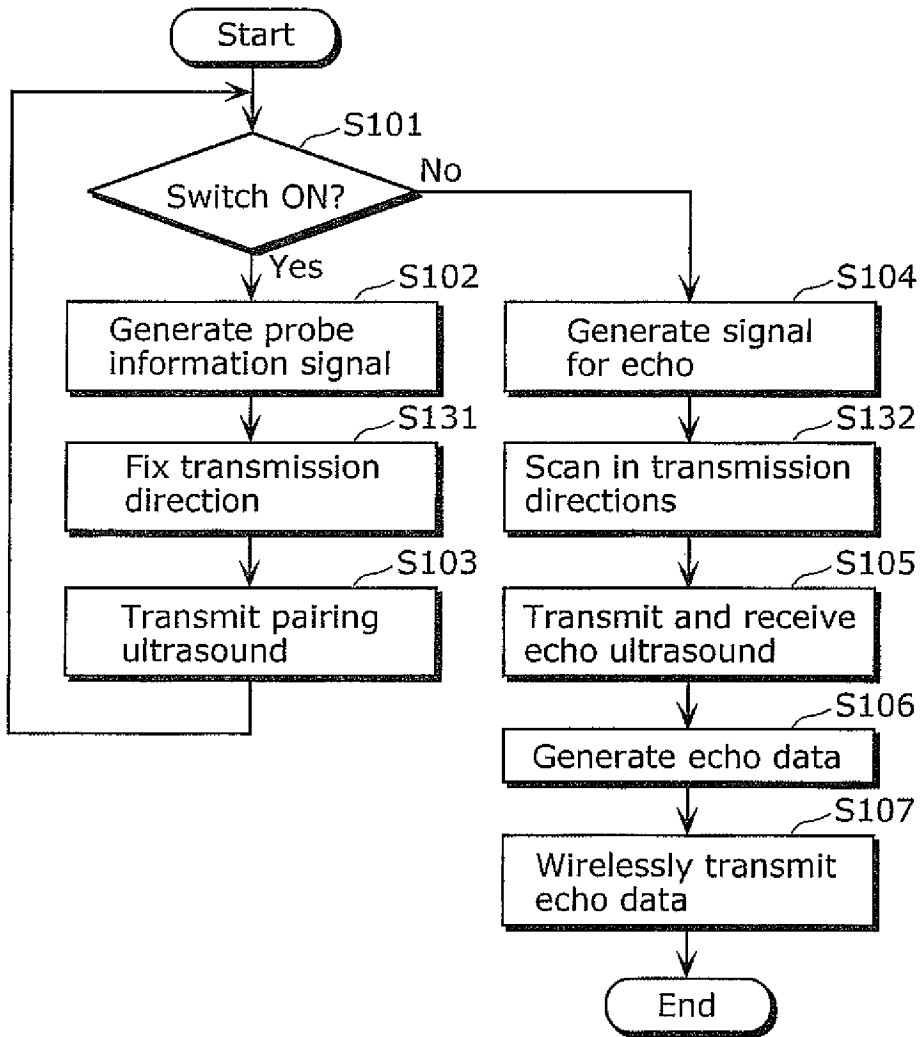 Start
S101
Switch ON?
No
Yes
S102
Generate probe
information signal
S131
Fix transmission
direction
S103
Transmit pairing
ultrasound
S104
Generate signal
for echo
S132
Scan in transmission
directions
S105
Transmit and receive
echo ultrasound
S106
Generate echo data
S107
Wirelessly transmit
echo data
End